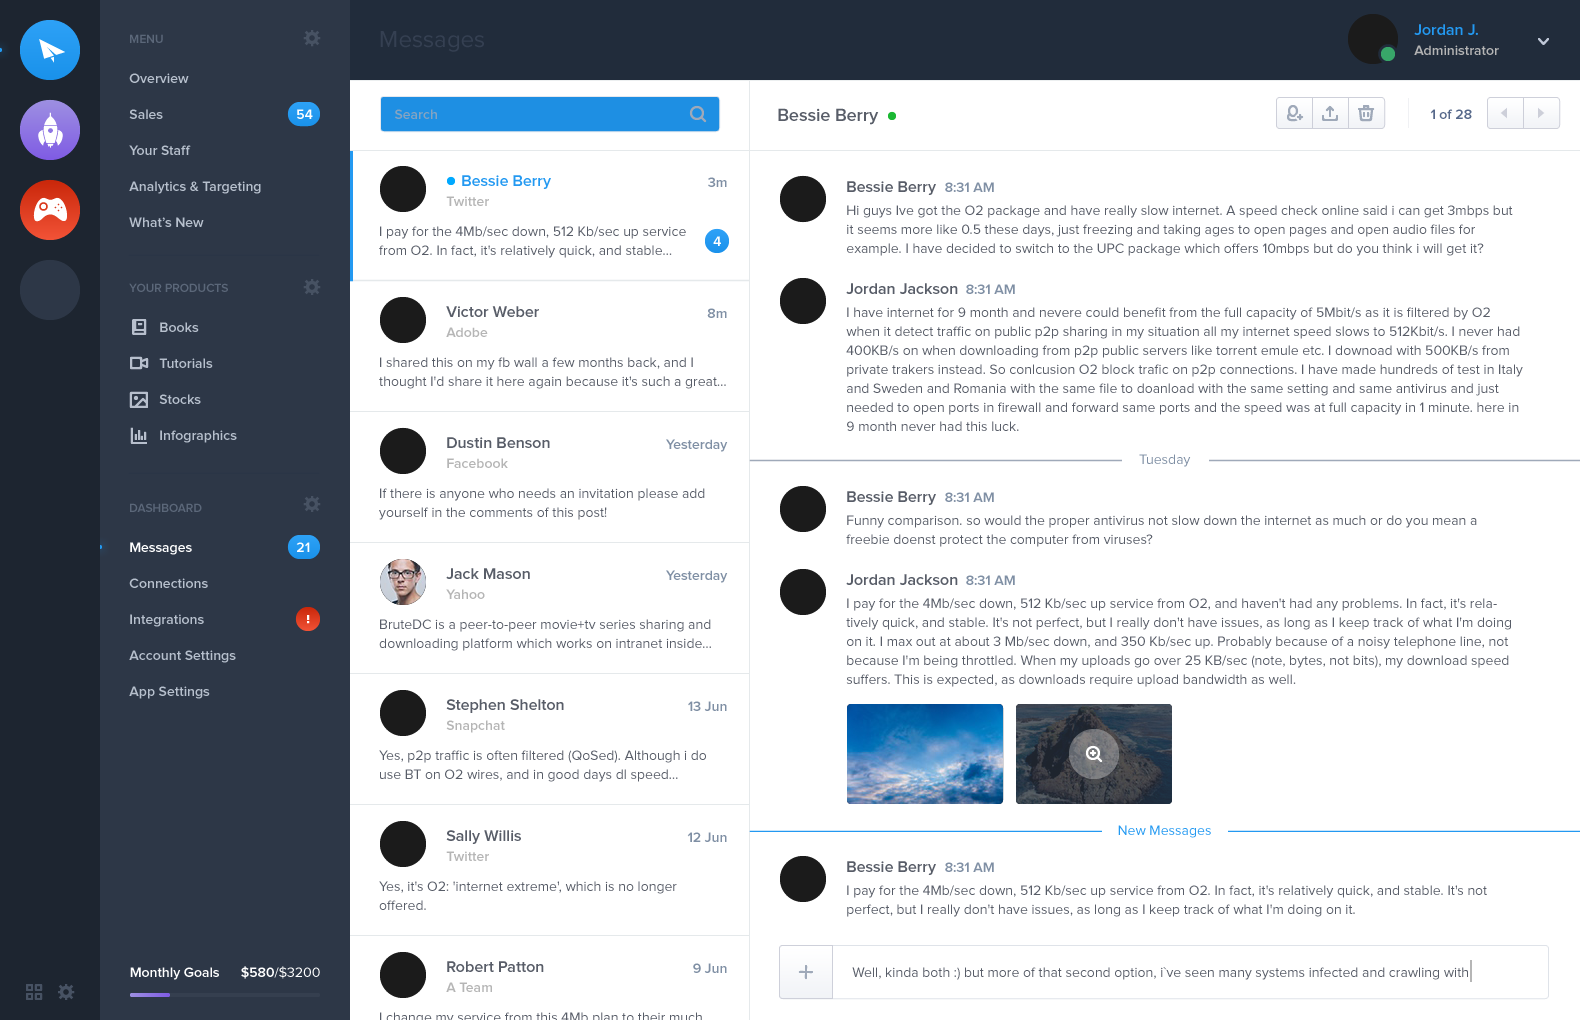 MENU
Overview
Sales 54
Your Staff
Analytics & Targeting
What's New
YOUR PRODUCTS
Books
Tutorials
Stocks
Infographics
DASHBOARD
Messages 21
Connections
Integrations !
Account Settings
App Settings
Monthly Goals $580/$3200
Messages
Jordan J.
Administrator
Search
Bessie Berry 3m
Twitter
I pay for the 4Mb/sec down, 512 Kb/sec up service
from O2. In fact, it's relatively quick, and stable...
4
Victor Weber 8m
Adobe
I shared this on my fb wall a few months back, and I
thought I'd share it here again because it's such a great...
Dustin Benson Yesterday
Facebook
If there is anyone who needs an invitation please add
yourself in the comments of this post!
Jack Mason Yesterday
Yahoo
BruteDC is a peer-to-peer movie+tv series sharing and
downloading platform which works on intranet inside...
Stephen Shelton 13 Jun
Snapchat
Yes, p2p traffic is often filtered (QoSed). Although i do
use BT on O2 wires, and in good days dl speed...
Sally Willis 12 Jun
Twitter
Yes, it's O2: 'internet extreme', which is no longer
offered.
Robert Patton 9 Jun
A Team
I change my service from this 4Mb plan to their much
Bessie Berry
1 of 28
Bessie Berry 8:31 AM
Hi guys Ive got the O2 package and have really slow internet. A speed check online said i can get 3mbps but
it seems more like 0.5 these days, just freezing and taking ages to open pages and open audio files for
example. I have decided to switch to the UPC package which offers 10mbps but do you think i will get it?
Jordan Jackson 8:31 AM
I have internet for 9 month and nevere could benefit from the full capacity of 5Mbit/s as it is filtered by O2
when it detect traffic on public p2p sharing in my situation all my internet speed slows to 512Kbit/s. I never had
400KB/s on when downloading from p2p public servers like torrent emule etc. I downoad with 500KB/s from
private trakers instead. So conlcusion O2 block trafic on p2p connections. I have made hundreds of test in Italy
and Sweden and Romania with the same file to doanload with the same setting and same antivirus and just
needed to open ports in firewall and forward same ports and the speed was at full capacity in 1 minute. here in
9 month never had this luck.
Tuesday
Bessie Berry 8:31 AM
Funny comparison. so would the proper antivirus not slow down the internet as much or do you mean a
freebie doenst protect the computer from viruses?
Jordan Jackson 8:31 AM
I pay for the 4Mb/sec down, 512 Kb/sec up service from O2, and haven't had any problems. In fact, it's rela-
tively quick, and stable. It's not perfect, but I really don't have issues, as long as I keep track of what I'm doing
on it. I max out at about 3 Mb/sec down, and 350 Kb/sec up. Probably because of a noisy telephone line, not
because I'm being throttled. When my uploads go over 25 KB/sec (note, bytes, not bits), my download speed
suffers. This is expected, as downloads require upload bandwidth as well.
New Messages
Bessie Berry 8:31 AM
I pay for the 4Mb/sec down, 512 Kb/sec up service from O2. In fact, it's relatively quick, and stable. It's not
perfect, but I really don't have issues, as long as I keep track of what I'm doing on it.
Well, kinda both :) but more of that second option, i`ve seen many systems infected and crawling with